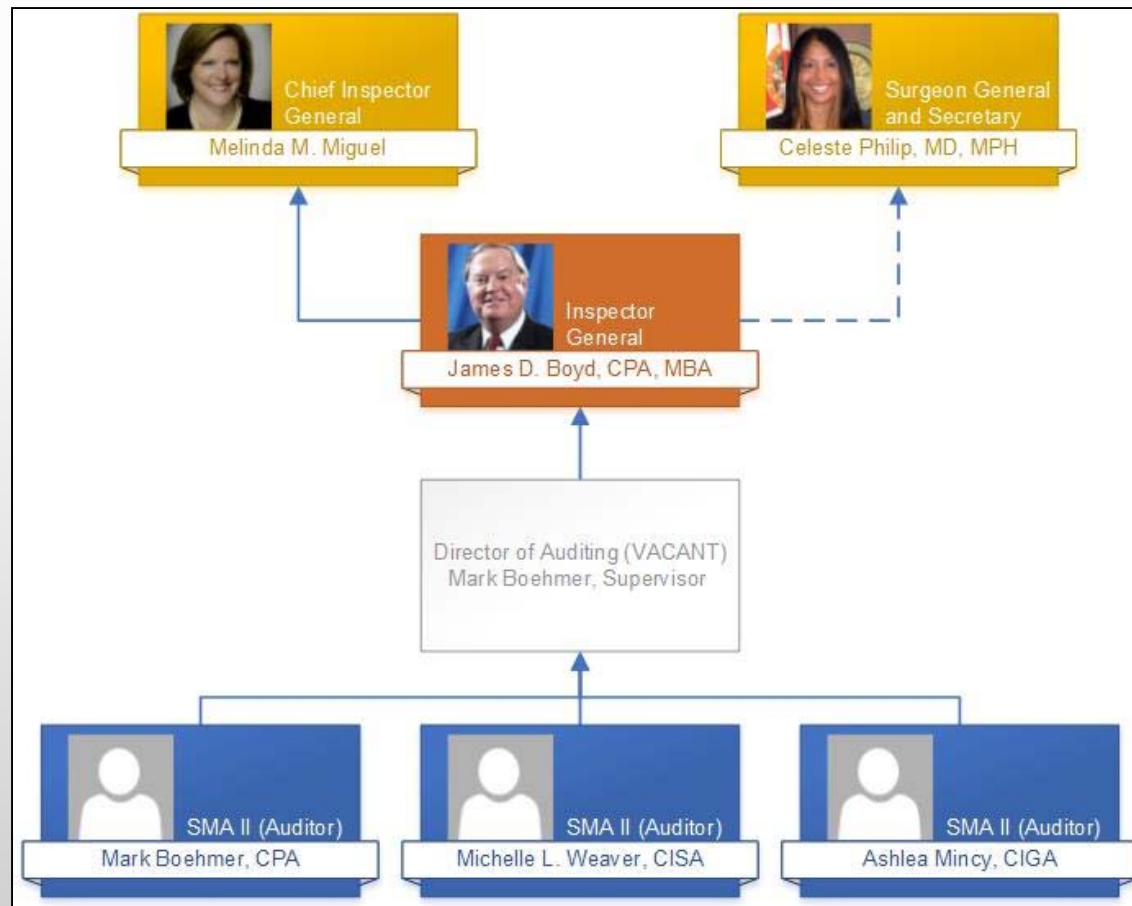 Chief Inspector
General
Melinda M. Miguel
Surgeon General
and Secretary
Celeste Philip, MD, MPH
Inspector
General
James D. Boyd, CPA, MBA
Director of Auditing (VACANT)
Mark Boehmer, Supervisor
SMA II (Auditor)
Mark Boehmer, CPA
SMA II (Auditor)
Michelle L. Weaver, CISA
SMA II (Auditor)
Ashlea Mincy, CIGA